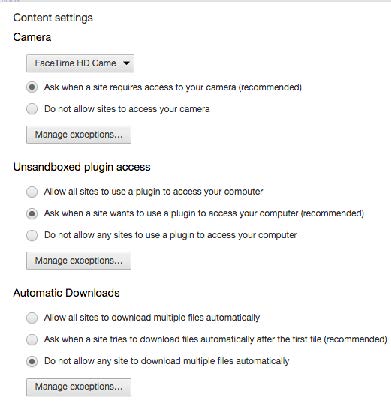 Content settings
Camera
FaceTime HD Came
Ask when a site requires access to your camera (recommended)
Do not allow sites to access your camera
Manage exceptions...
Unsandboxed plugin access
Allow all sites to use a plugin to access your computer
Ask when a site wants to use a plugin to access your computer (recommended)
Do not allow any sites to use a plugin to access your computer
Manage exceptions...
Automatic Downloads
Allow all sites to download multiple files automatically
Ask when a site tries to download files automatically after the first file (recommended)
Do not allow any site to download multiple files automatically
Manage exceptions...